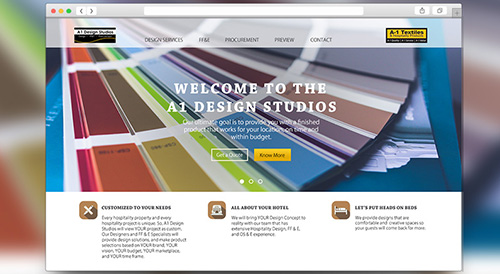 A1 Design Studios
DESIGN SERVICES FF&E PROCUREMENT PREVIEW CONTACT
A-1 Textiles
WELCOME TO THE
A1 DESIGN STUDIOS
Our ultimate goal is to provide you with a finished
product that works for your location, on time and
within budget.
Get a Quote Know More
CUSTOMIZED TO YOUR NEEDS
Every hospitality property and every
hospitality project is unique. So, A1 Design
Studios will view YOUR project as custom.
Our Designers and FF & E Specialists will
provide design solutions, and make product
selections based on YOUR brand, YOUR
vision, YOUR budget, YOUR marketplace,
and YOUR time frame.
ALL ABOUT YOUR HOTEL
We will bring YOUR Design Concept to
reality with our team that has
extensive Hospitality Design, FF & E,
and OS & E experience.
LET'S PUT HEADS ON BEDS
We provide designs that are
comfortable and creative spaces so
your guests will come back for more.